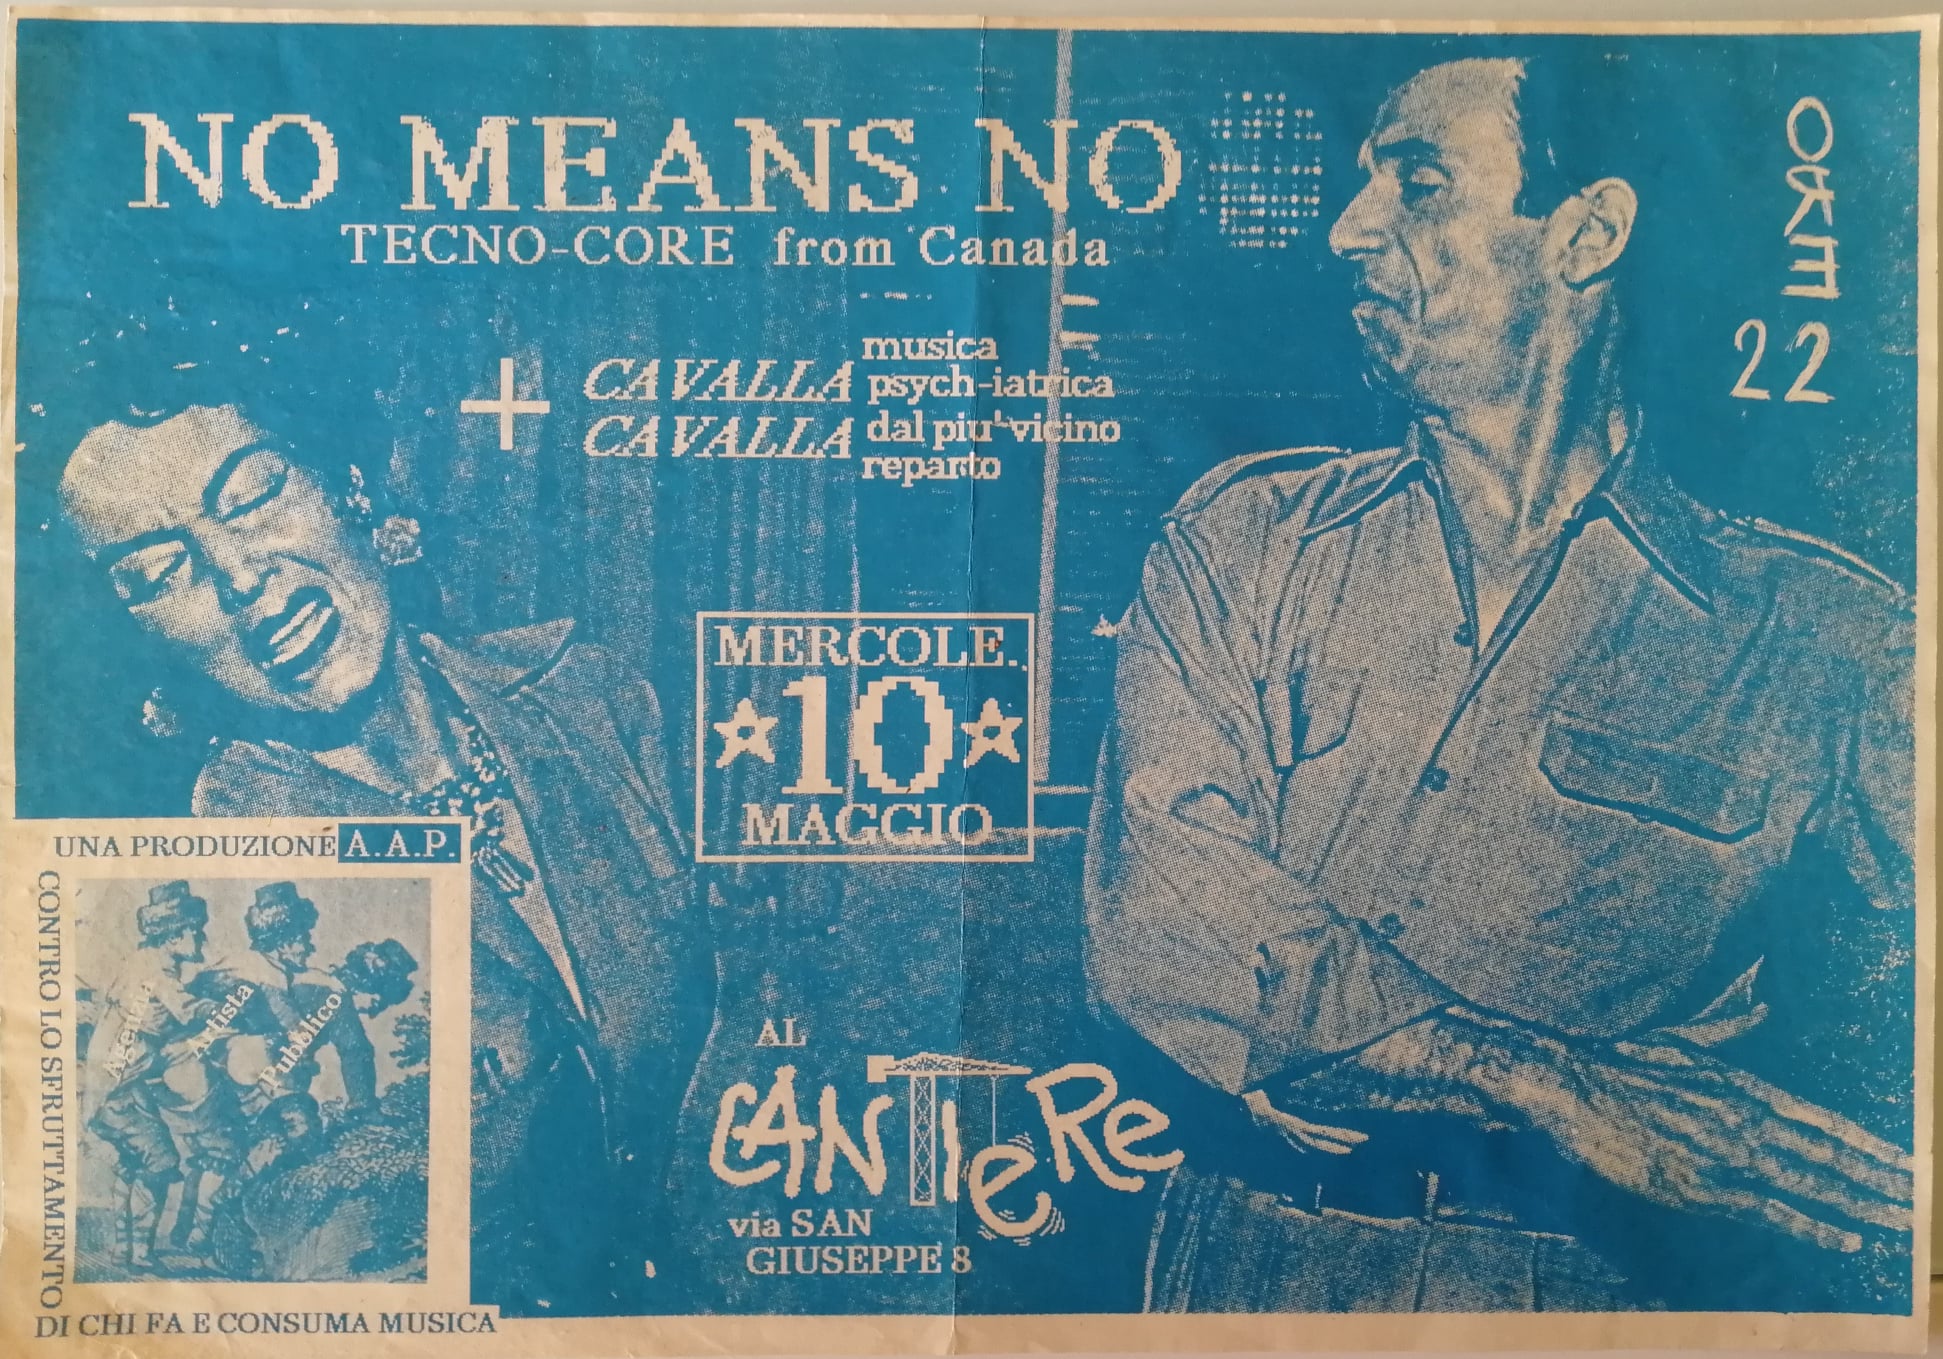 NO MEANS NO
TECNO-CORE from Canada
ORE 22
+ CAVALLA CAVALLA
musica
psych-iatrica
dal piu' vicino
reparto
MERCOLE.
10
MAGGIO
UNA PRODUZIONE A.A.P.
CONTRO LO SFRUTTAMENTO
DI CHI FA E CONSUMA MUSICA
Agenzia
Artista
Pubblico
AL
CANTIERE
via SAN
GIUSEPPE 8